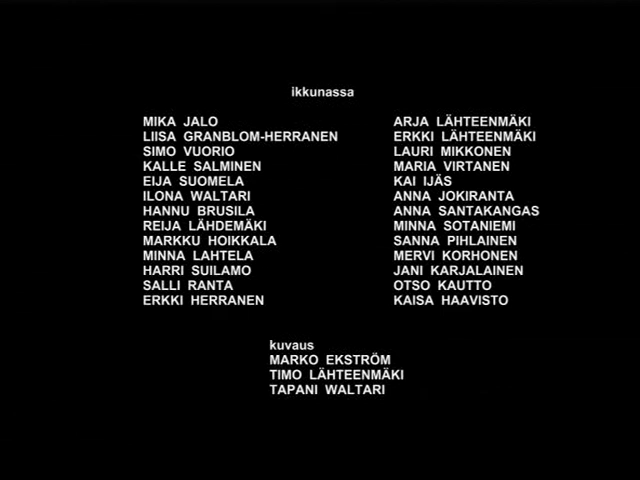 ikkunassa
MIKA JALO
LIISA GRANBLOM-HERRANEN
SIMO VUORIO
KALLE SALMINEN
EIJA SUOMELA
ILONA WALTARI
HANNU BRUSILA
REIJA LÄHDEMÄKI
MARKKU HOIKKALA
MINNA LAHTELA
HARRI SUILAMO
SALLI RANTA
ERKKI HERRANEN
ARJA LÄHTEENMÄKI
ERKKI LÄHTEENMÄKI
LAURI MIKKONEN
MARIA VIRTANEN
KAI IJÄS
ANNA JOKIRANTA
ANNA SANTAKANGAS
MINNA SOTANIEMI
SANNA PIHLAINEN
MERVI KORHONEN
JANI KARJALAINEN
OTSO KAUTTO
KAISA HAAVISTO
kuvaus
MARKO EKSTRÖM
TIMO LÄHTEENMÄKI
TAPANI WALTARI